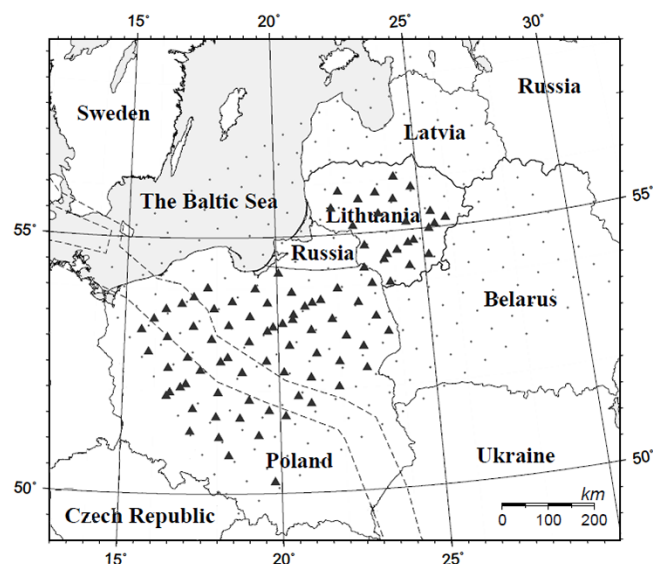 15° 20° 25° 30°
Sweden
Russia
Latvia
The Baltic Sea
Lithuania
55°
55°
Russia
Belarus
Poland
Ukraine
50°
50°
Czech Republic
km
0 100 200
15° 20° 25°